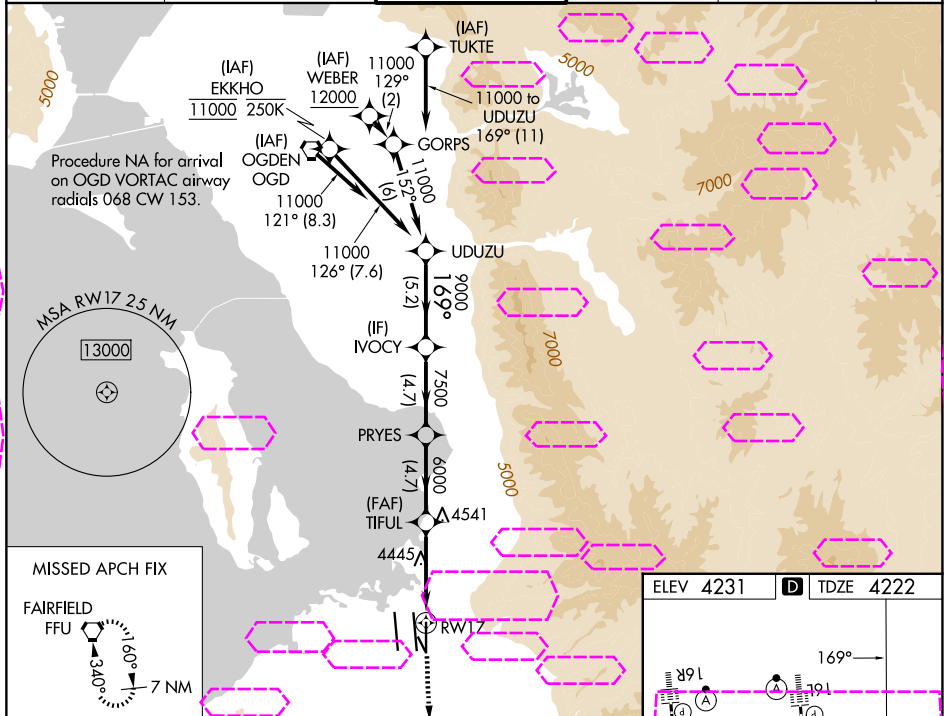 (IAF)
TUKTE
(IAF)
WEBER
12000
11000
129°
(2)
(IAF)
EKKHO
11000 250K
5000
5000
11000 to
UDUZU
169° (11)
(IAF)
OGDEN
OGD
GORPS
Procedure NA for arrival
on OGD VORTAC airway
radials 068 CW 153.
11000
152°
(6)
7000
11000
121° (8.3)
11000
126° (7.6)
UDUZU
9000
169°
(5.2)
MSA RW17 25 NM
13000
(IF)
IVOCY
7000
7500
(4.7)
PRYES
6000
(4.7)
5000
(FAF)
TIFUL
4541
4445
MISSED APCH FIX
FAIRFIELD
FFU
160°
340°
7 NM
RW17
ELEV 4231 D TDZE 4222
169°
16R
16L
A
A
P
P